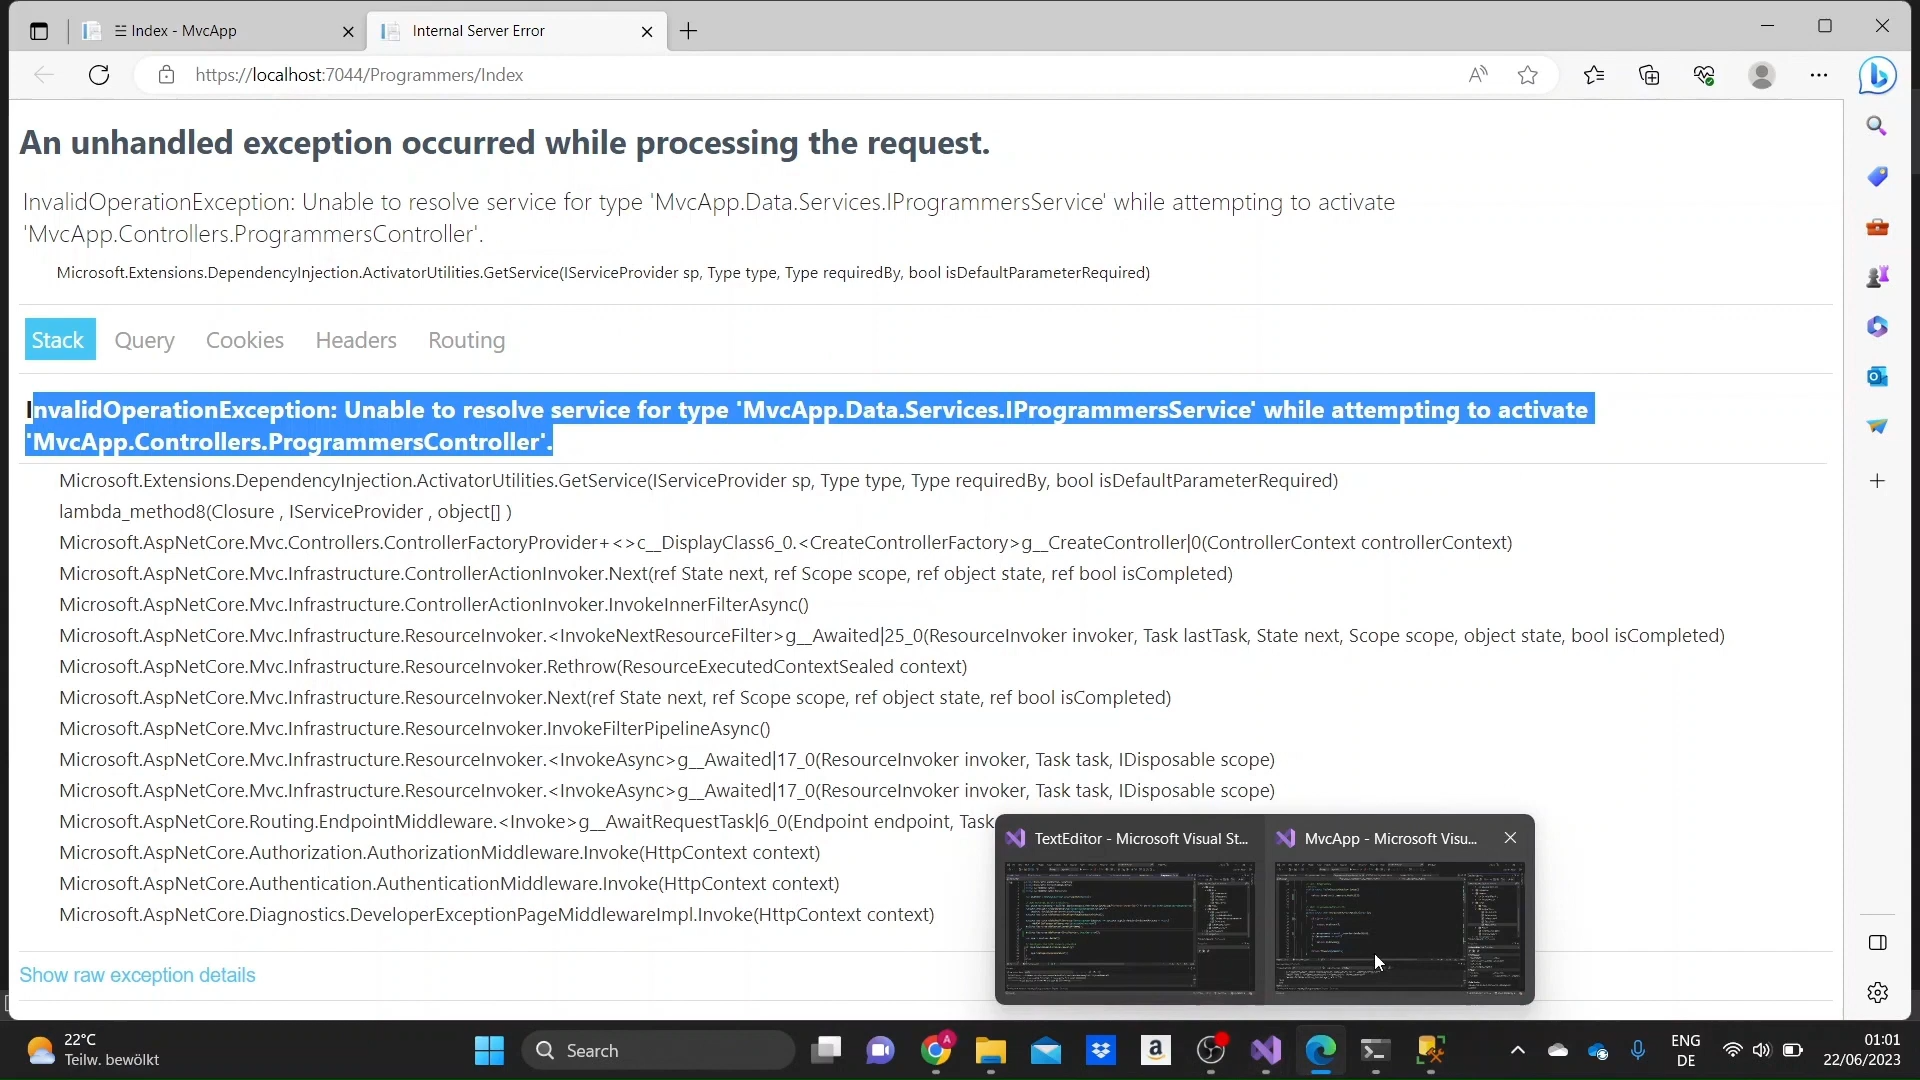 Index - MvcApp
Internal Server Error
https://localhost:7044/Programmers/Index
An unhandled exception occurred while processing the request.
InvalidOperationException: Unable to resolve service for type 'MvcApp.Data.Services.IProgrammersService' while attempting to activate
'MvcApp.Controllers.ProgrammersController'.
Microsoft.Extensions.DependencyInjection.ActivatorUtilities.GetService(IServiceProvider sp, Type type, Type requiredBy, bool isDefaultParameterRequired)
Stack Query Cookies Headers Routing
InvalidOperationException: Unable to resolve service for type 'MvcApp.Data.Services.IProgrammersService' while attempting to activate
'MvcApp.Controllers.ProgrammersController'.
Microsoft.Extensions.DependencyInjection.ActivatorUtilities.GetService(IServiceProvider sp, Type type, Type requiredBy, bool isDefaultParameterRequired)
lambda_method8(Closure , IServiceProvider , object[] )
Microsoft.AspNetCore.Mvc.Controllers.ControllerFactoryProvider+<>c__DisplayClass6_0.<CreateControllerFactory>g__CreateController|0(ControllerContext controllerContext)
Microsoft.AspNetCore.Mvc.Infrastructure.ControllerActionInvoker.Next(ref State next, ref Scope scope, ref object state, ref bool isCompleted)
Microsoft.AspNetCore.Mvc.Infrastructure.ControllerActionInvoker.InvokeInnerFilterAsync()
Microsoft.AspNetCore.Mvc.Infrastructure.ResourceInvoker.<InvokeNextResourceFilter>g__Awaited|25_0(ResourceInvoker invoker, Task lastTask, State next, Scope scope, object state, bool isCompleted)
Microsoft.AspNetCore.Mvc.Infrastructure.ResourceInvoker.Rethrow(ResourceExecutedContextSealed context)
Microsoft.AspNetCore.Mvc.Infrastructure.ResourceInvoker.Next(ref State next, ref Scope scope, ref object state, ref bool isCompleted)
Microsoft.AspNetCore.Mvc.Infrastructure.ResourceInvoker.InvokeFilterPipelineAsync()
Microsoft.AspNetCore.Mvc.Infrastructure.ResourceInvoker.<InvokeAsync>g__Awaited|17_0(ResourceInvoker invoker, Task task, IDisposable scope)
Microsoft.AspNetCore.Mvc.Infrastructure.ResourceInvoker.<InvokeAsync>g__Awaited|17_0(ResourceInvoker invoker, Task task, IDisposable scope)
Microsoft.AspNetCore.Routing.EndpointMiddleware.<Invoke>g__AwaitRequestTask|6_0(Endpoint endpoint, Task
TextEditor - Microsoft Visual St...
MvcApp - Microsoft Visu...
Microsoft.AspNetCore.Authorization.AuthorizationMiddleware.Invoke(HttpContext context)
Microsoft.AspNetCore.Authentication.AuthenticationMiddleware.Invoke(HttpContext context)
Microsoft.AspNetCore.Diagnostics.DeveloperExceptionPageMiddlewareImpl.Invoke(HttpContext context)
Show raw exception details
22°C
Teilw. bewölkt
Search
ENG
DE
01:01
22/06/2023